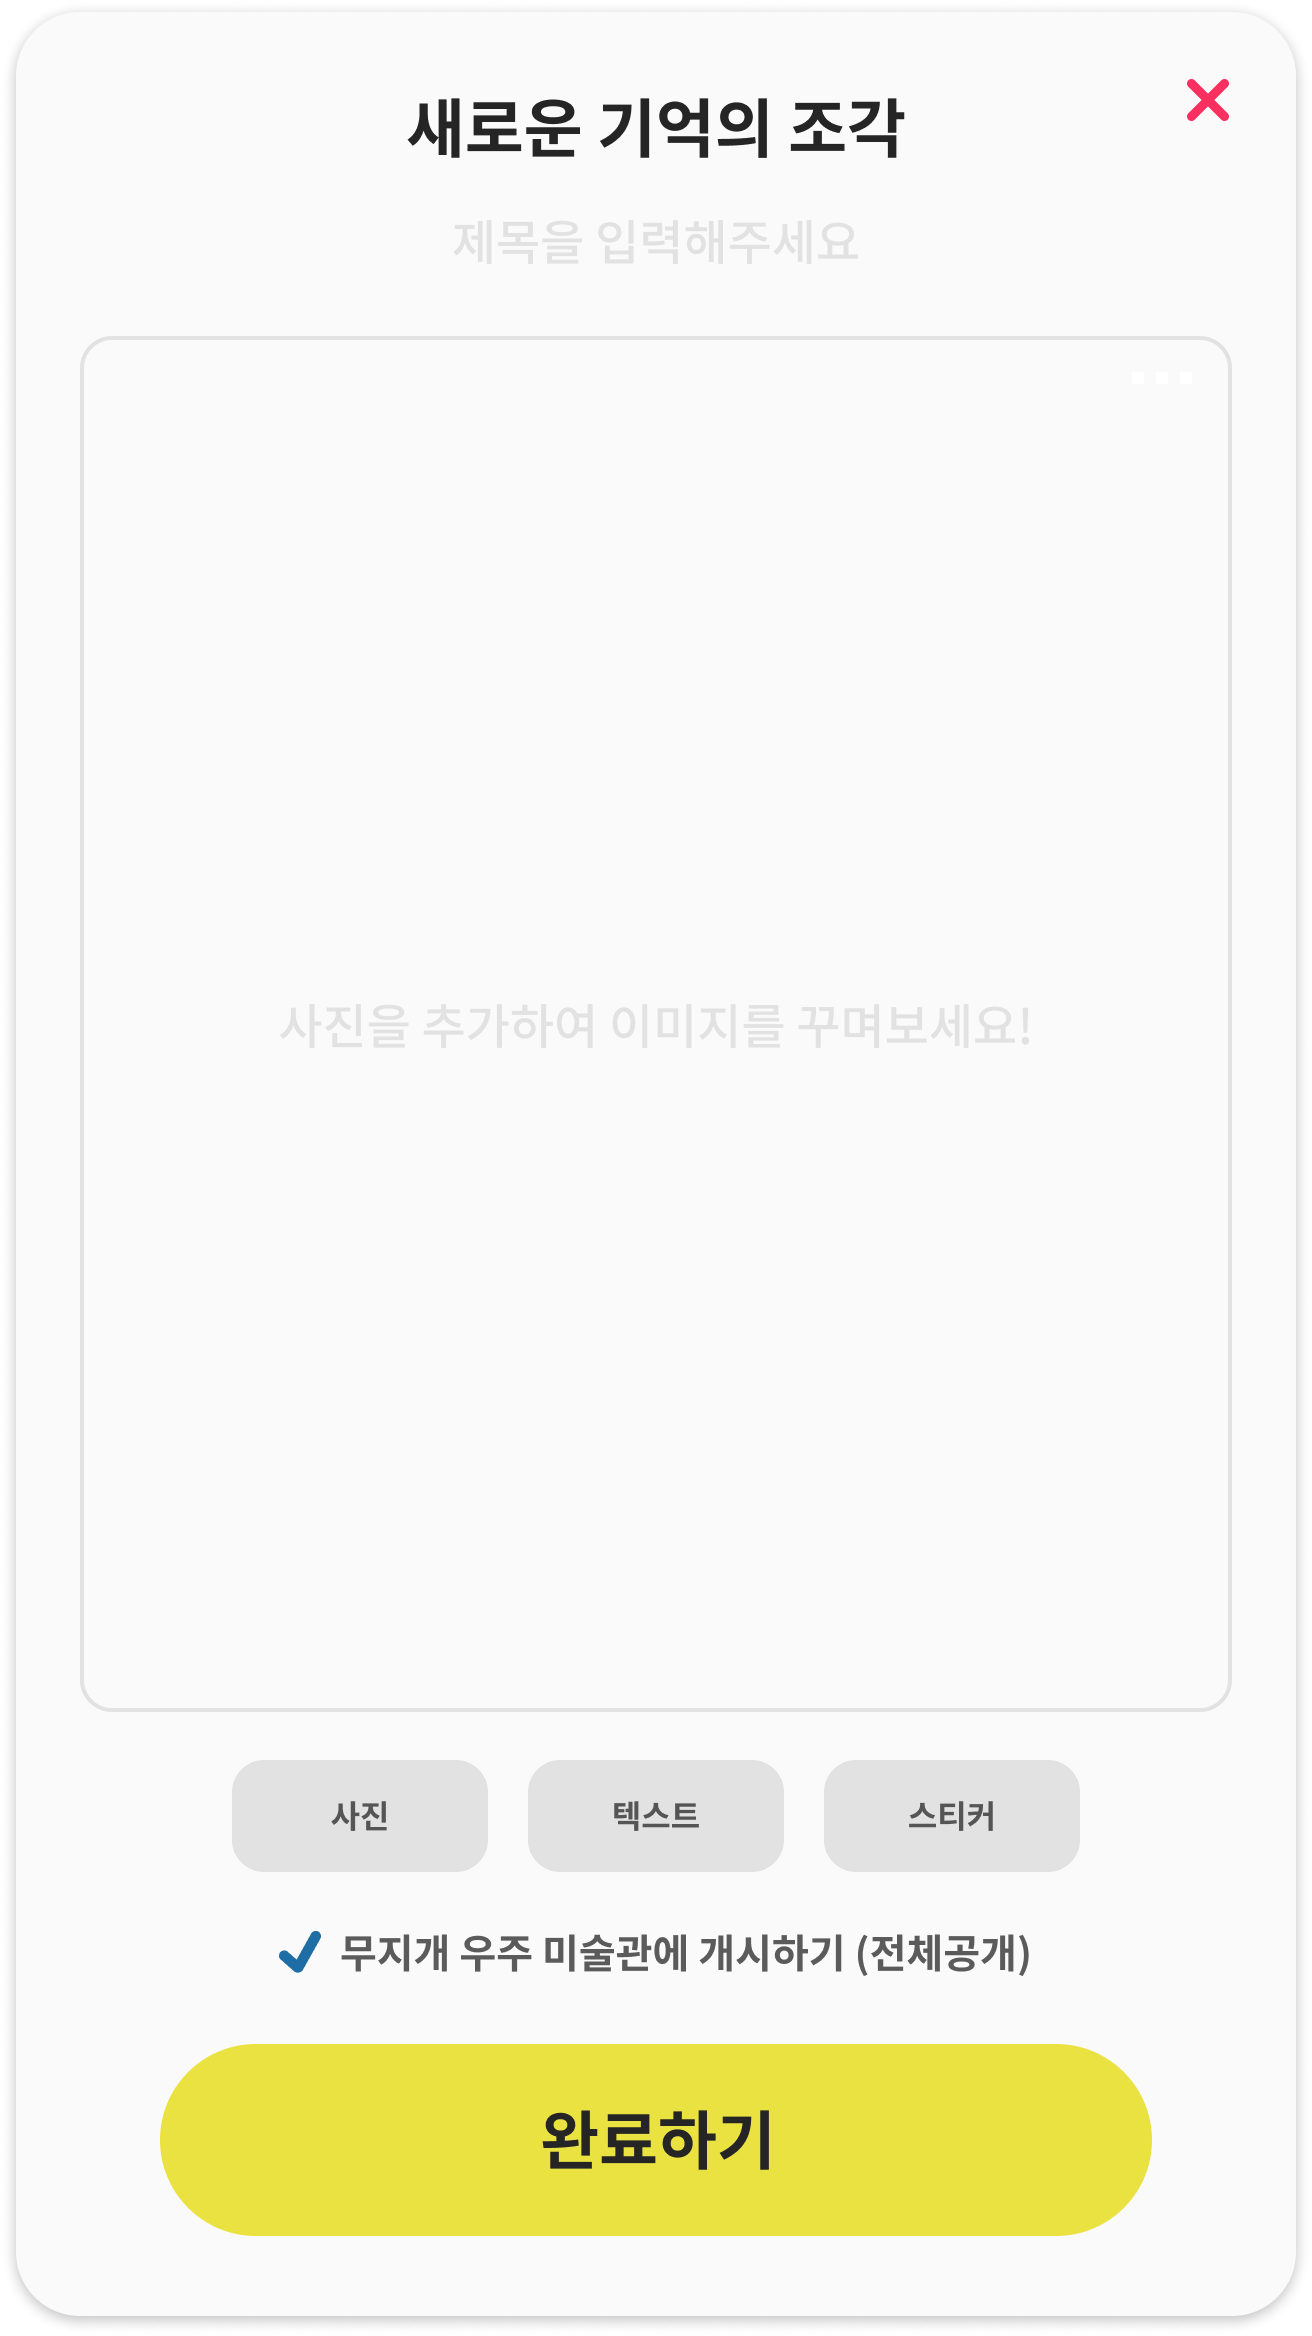 새로운 기억의 조각
제목을 입력해주세요
사진을 추가하여 이미지를 꾸며보세요!
사진
텍스트
스티커
무지개 우주 미술관에 개시하기 (전체공개)
완료하기